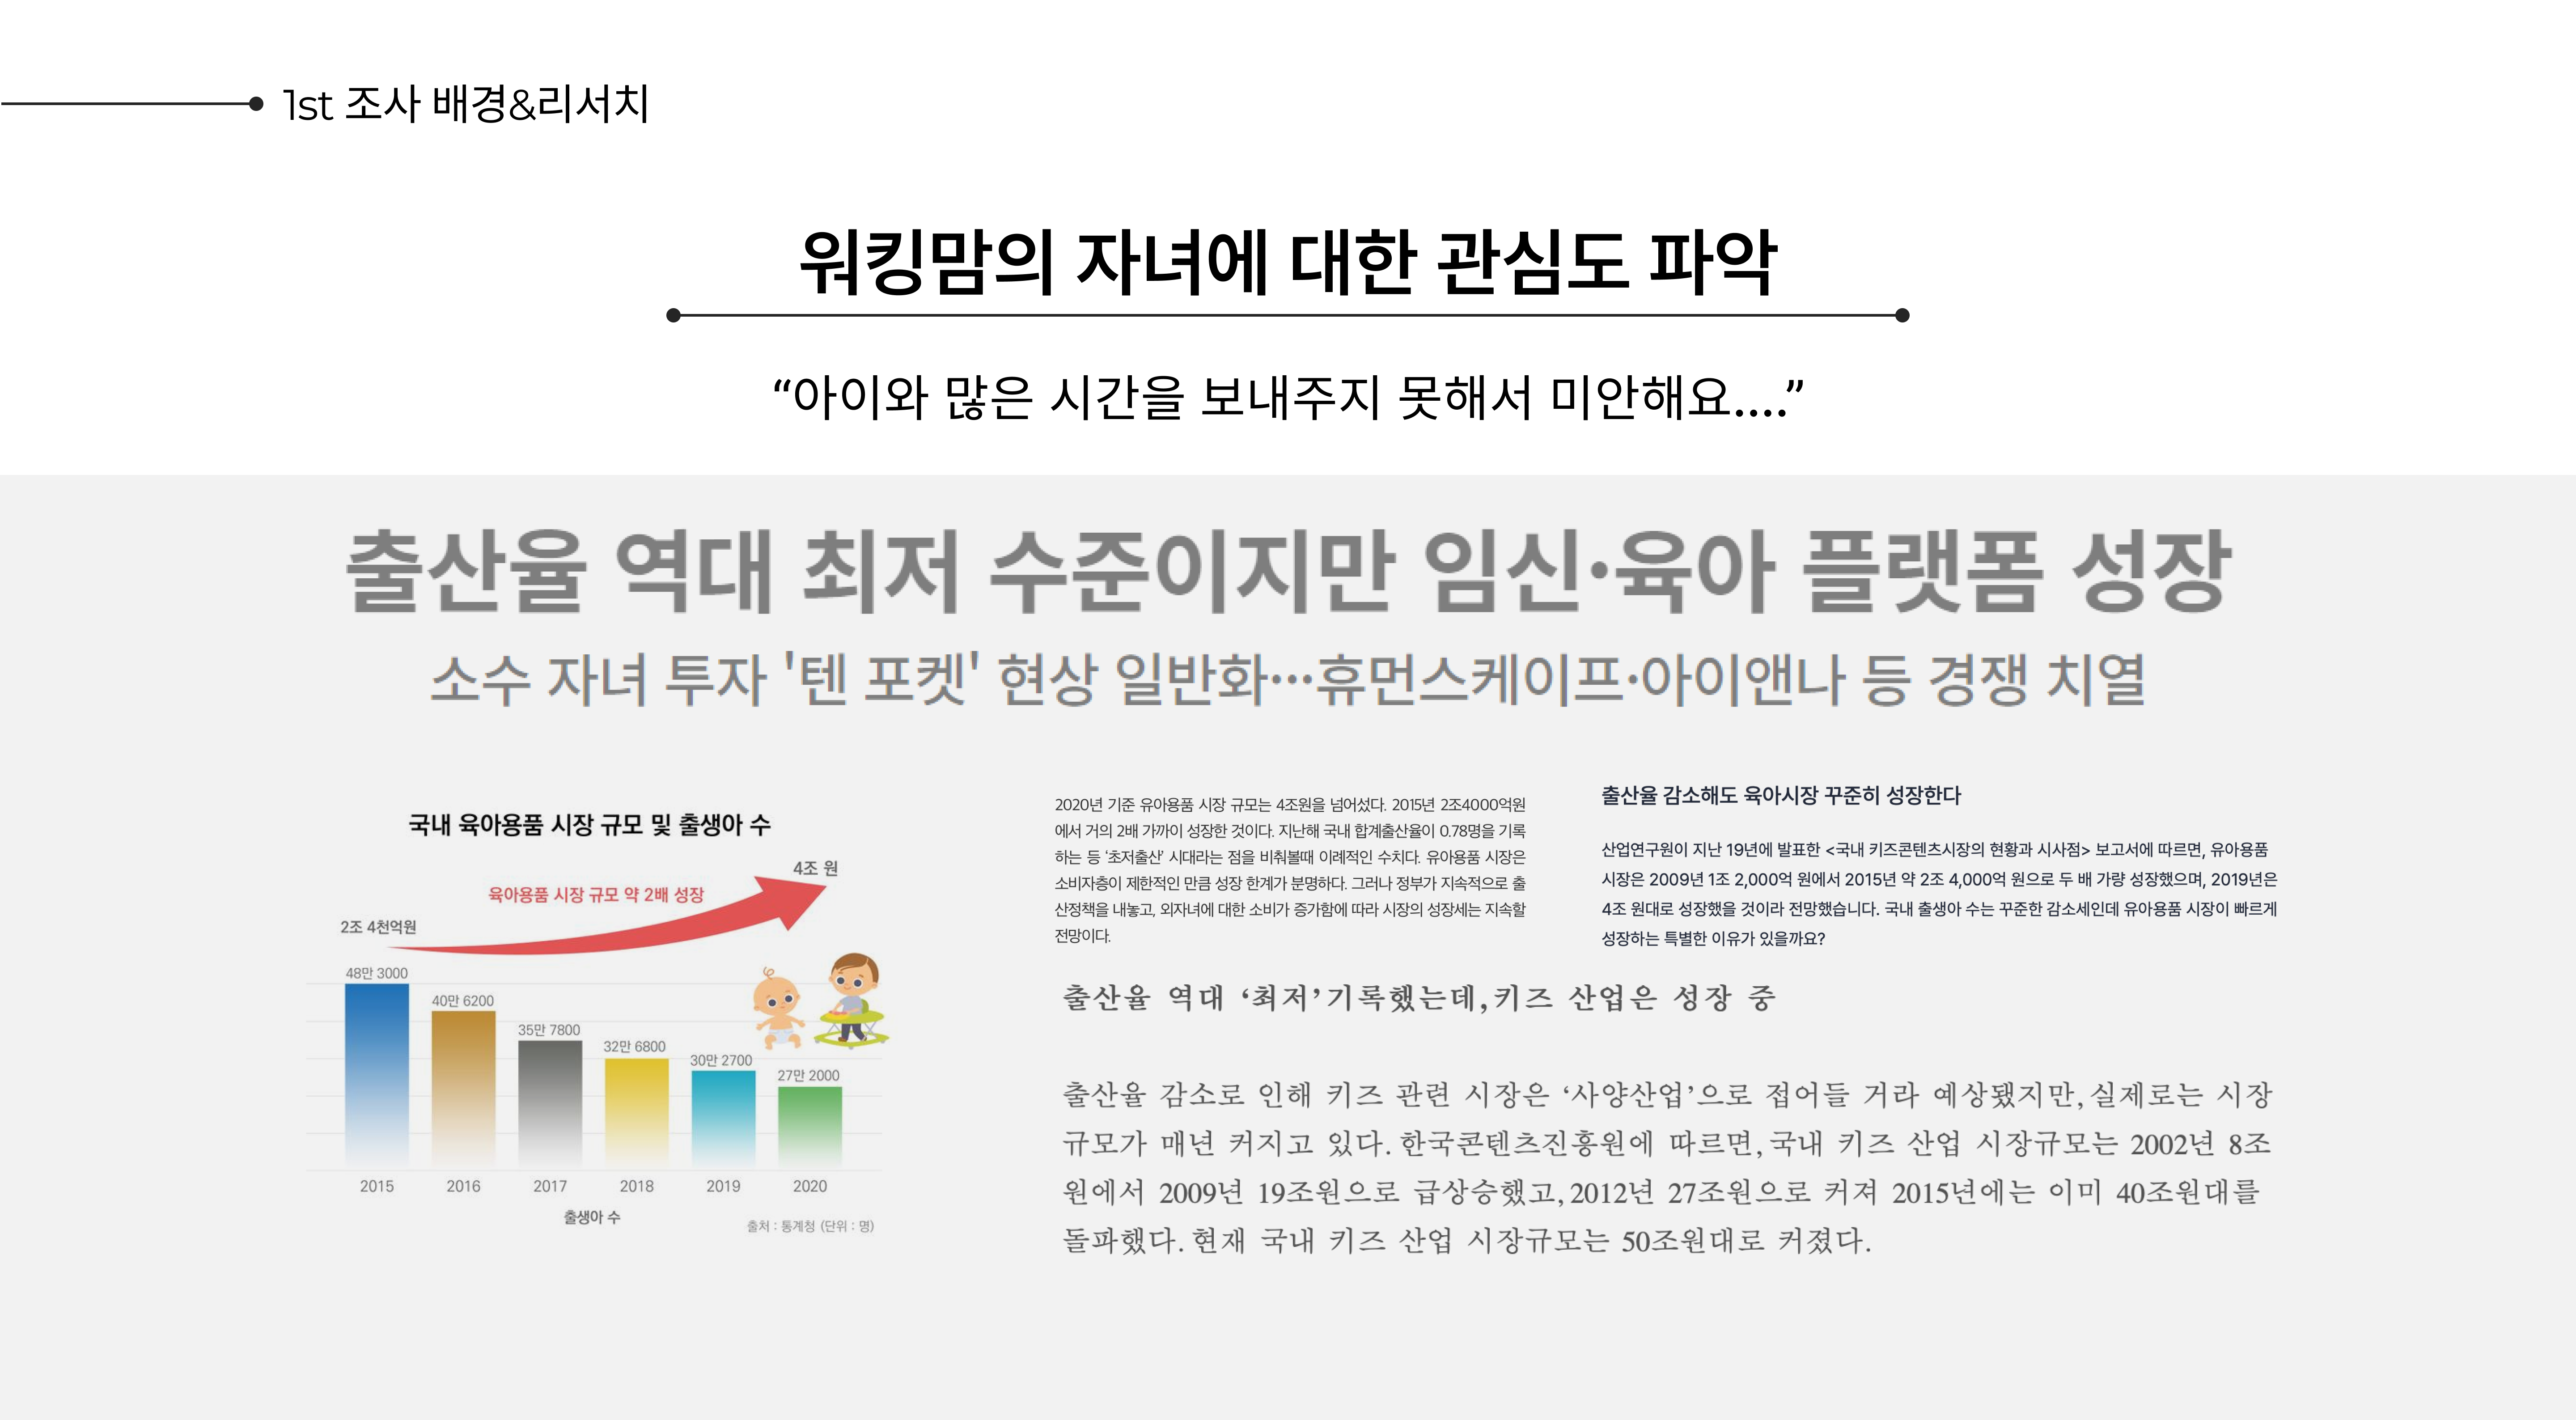 1st 조사 배경&리서치
워킹맘의 자녀에 대한 관심도 파악
“아이와 많은 시간을 보내주지 못해서 미안해요....”
출산율 역대 최저 수준이지만 임신·육아 플랫폼 성장
소수 자녀 투자 '텐 포켓' 현상 일반화···휴먼스케이프·아이앤나 등 경쟁 치열
국내 육아용품 시장 규모 및 출생아 수
4조 원
육아용품 시장 규모 약 2배 성장
2조 4천억원
48만 3000
40만 6200
35만 7800
32만 6800
30만 2700
27만 2000
2015 2016 2017 2018 2019 2020
출생아 수
출처 : 통계청 (단위 : 명)
2020년 기준 유아용품 시장 규모는 4조원을 넘어섰다. 2015년 2조4000억원
에서 거의 2배 가까이 성장한 것이다. 지난해 국내 합계출산율이 0.78명을 기록
하는 등 ‘초저출산’ 시대라는 점을 비춰볼때 이례적인 수치다. 유아용품 시장은
소비자층이 제한적인 만큼 성장 한계가 분명하다. 그러나 정부가 지속적으로 출
산정책을 내놓고, 외자녀에 대한 소비가 증가함에 따라 시장의 성장세는 지속할
전망이다.
출산율 감소해도 육아시장 꾸준히 성장한다
산업연구원이 지난 19년에 발표한 <국내 키즈콘텐츠시장의 현황과 시사점> 보고서에 따르면, 유아용품
시장은 2009년 1조 2,000억 원에서 2015년 약 2조 4,000억 원으로 두 배 가량 성장했으며, 2019년은
4조 원대로 성장했을 것이라 전망했습니다. 국내 출생아 수는 꾸준한 감소세인데 유아용품 시장이 빠르게
성장하는 특별한 이유가 있을까요?
출산율 역대 ‘최저’기록했는데, 키즈 산업은 성장 중
출산율 감소로 인해 키즈 관련 시장은 ‘사양산업’으로 접어들 거라 예상됐지만, 실제로는 시장
규모가 매년 커지고 있다. 한국콘텐츠진흥원에 따르면, 국내 키즈 산업 시장규모는 2002년 8조
원에서 2009년 19조원으로 급상승했고, 2012년 27조원으로 커져 2015년에는 이미 40조원대를
돌파했다. 현재 국내 키즈 산업 시장규모는 50조원대로 커졌다.